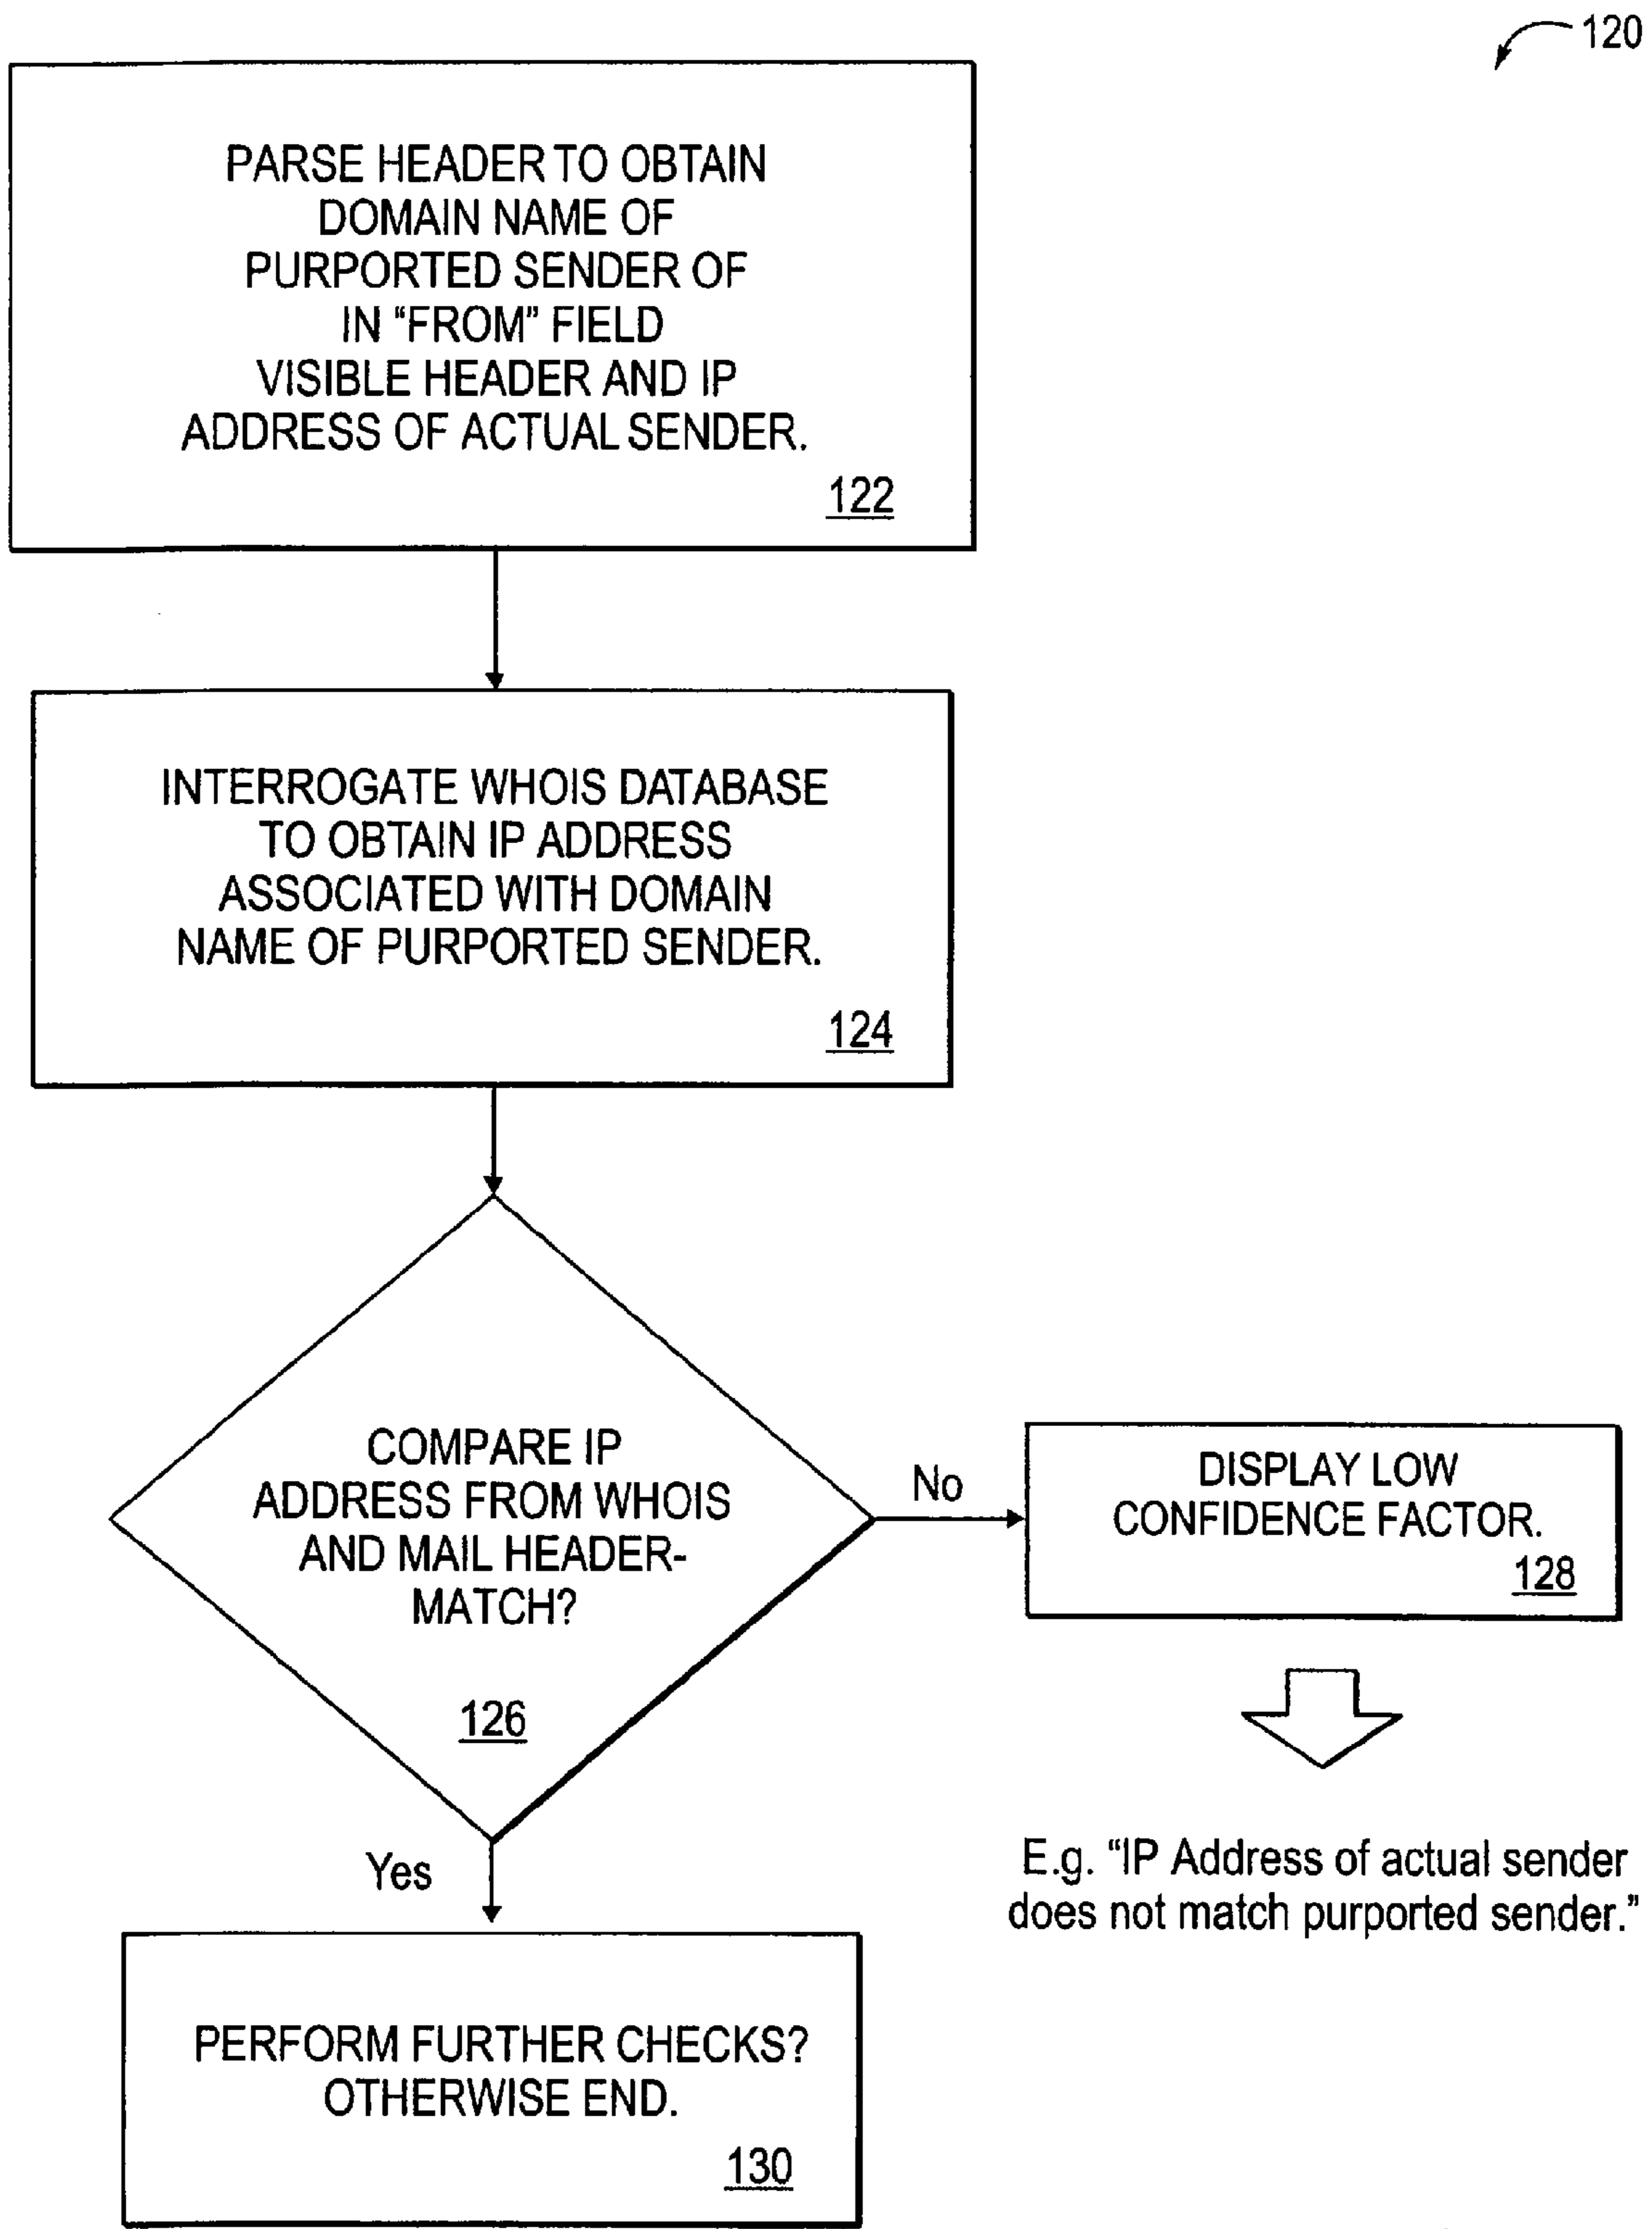 120
PARSE HEADER TO OBTAIN
DOMAIN NAME OF
PURPORTED SENDER OF
IN “FROM” FIELD
VISIBLE HEADER AND IP
ADDRESS OF ACTUAL SENDER.
122
INTERROGATE WHOIS DATABASE
TO OBTAIN IP ADDRESS
ASSOCIATED WITH DOMAIN
NAME OF PURPORTED SENDER.
124
COMPARE IP
ADDRESS FROM WHOIS
AND MAIL HEADER-
MATCH?
126
No
DISPLAY LOW
CONFIDENCE FACTOR.
128
E.g. “IP Address of actual sender
does not match purported sender.”
Yes
PERFORM FURTHER CHECKS?
OTHERWISE END.
130